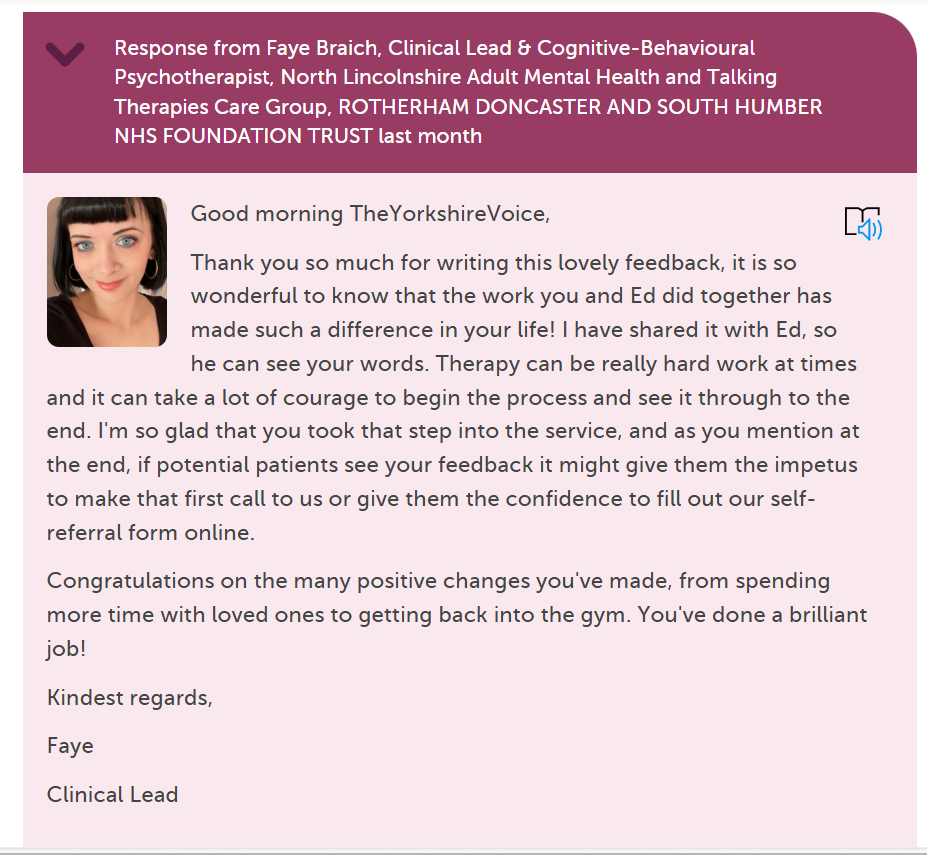 Response from Faye Braich, Clinical Lead & Cognitive-Behavioural
Psychotherapist, North Lincolnshire Adult Mental Health and Talking
Therapies Care Group, ROTHERHAM DONCASTER AND SOUTH HUMBER
NHS FOUNDATION TRUST last month
Good morning TheYorkshireVoice,
Thank you so much for writing this lovely feedback, it is so
wonderful to know that the work you and Ed did together has
made such a difference in your life! I have shared it with Ed, so
he can see your words. Therapy can be really hard work at times
and it can take a lot of courage to begin the process and see it through to the
end. I'm so glad that you took that step into the service, and as you mention at
the end, if potential patients see your feedback it might give them the impetus
to make that first call to us or give them the confidence to fill out our self-
referral form online.
Congratulations on the many positive changes you've made, from spending
more time with loved ones to getting back into the gym. You've done a brilliant
job!
Kindest regards,
Faye
Clinical Lead